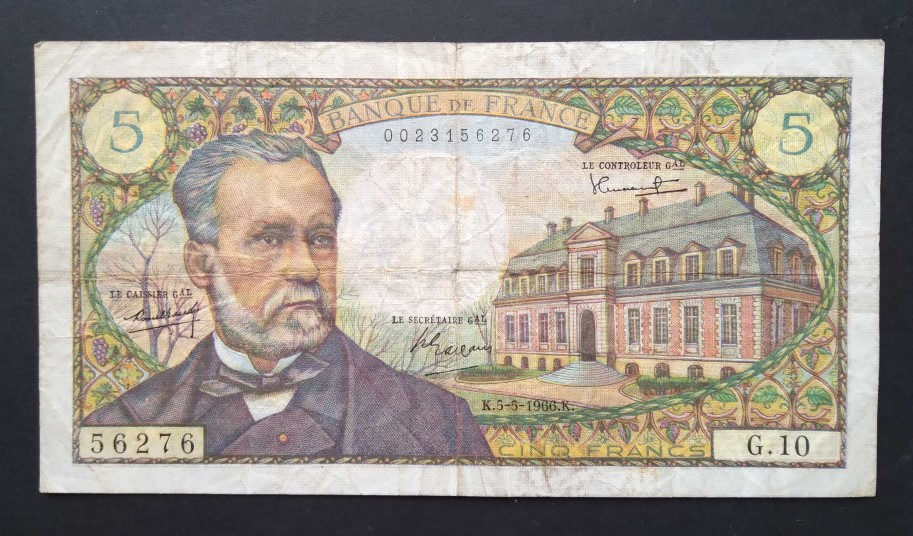 BANQUE DE FRANCE
5
5
0023156276
LE CONTROLEUR GAL
LE CAISSIER GAL
LE SECRÉTAIRE GAL
K.5-5-1966.K.
56276
CINQ FRANCS
G.10